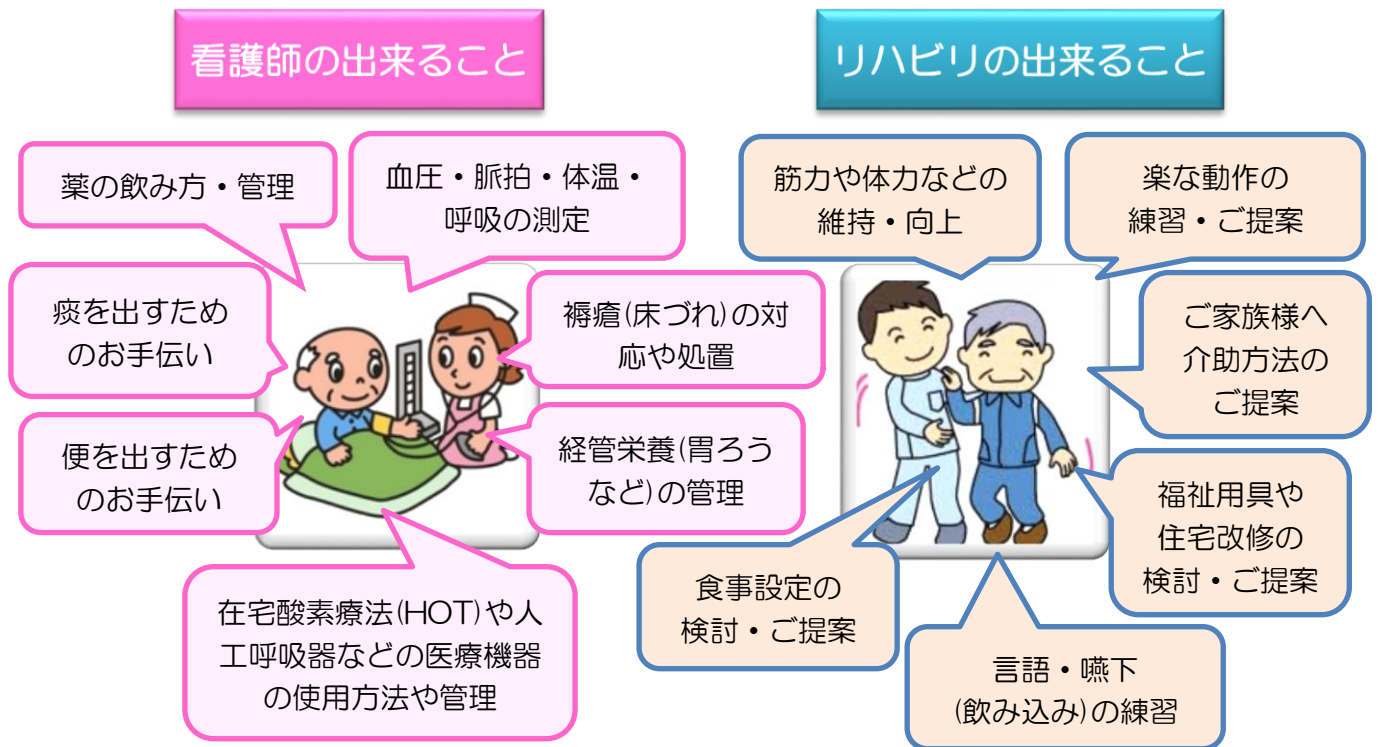 看護師の出来ること
薬の飲み方・管理
血圧・脈拍・体温・
呼吸の測定
痰を出すため
のお手伝い
褥瘡(床づれ)の対
応や処置
便を出すため
のお手伝い
経管栄養(胃ろう
など)の管理
在宅酸素療法(HOT)や人
工呼吸器などの医療機器
の使用方法や管理
リハビリの出来ること
筋力や体力などの
維持・向上
楽な動作の
練習・ご提案
ご家族様へ
介助方法の
ご提案
福祉用具や
住宅改修の
検討・ご提案
食事設定の
検討・ご提案
言語・嚥下
(飲み込み)の練習